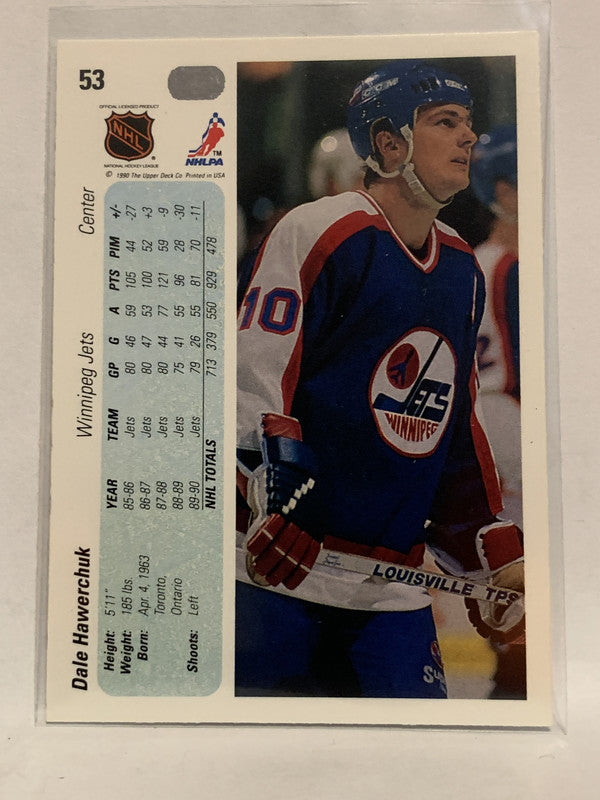 53
OFFICIAL LICENSED PRODUCT
NHL
NATIONAL HOCKEY LEAGUE
TM
NHLPA
© 1990 The Upper Deck Co. Printed in USA
Dale Hawerchuk Winnipeg Jets Center
Height: 5'11"
Weight: 185 lbs.
Born: Apr. 4, 1963
Toronto,
Ontario
Shoots: Left
YEAR TEAM GP G A PTS PIM +/-
85-86 Jets 80 46 59 105 44 -27
86-87 Jets 80 47 53 100 52 +3
87-88 Jets 80 44 77 121 59 -9
88-89 Jets 75 41 55 96 28 -30
89-90 Jets 79 26 55 81 70 -11
NHL TOTALS 713 379 550 929 478
10
JETS
WINNIPEG
LOUISVILLE TPS